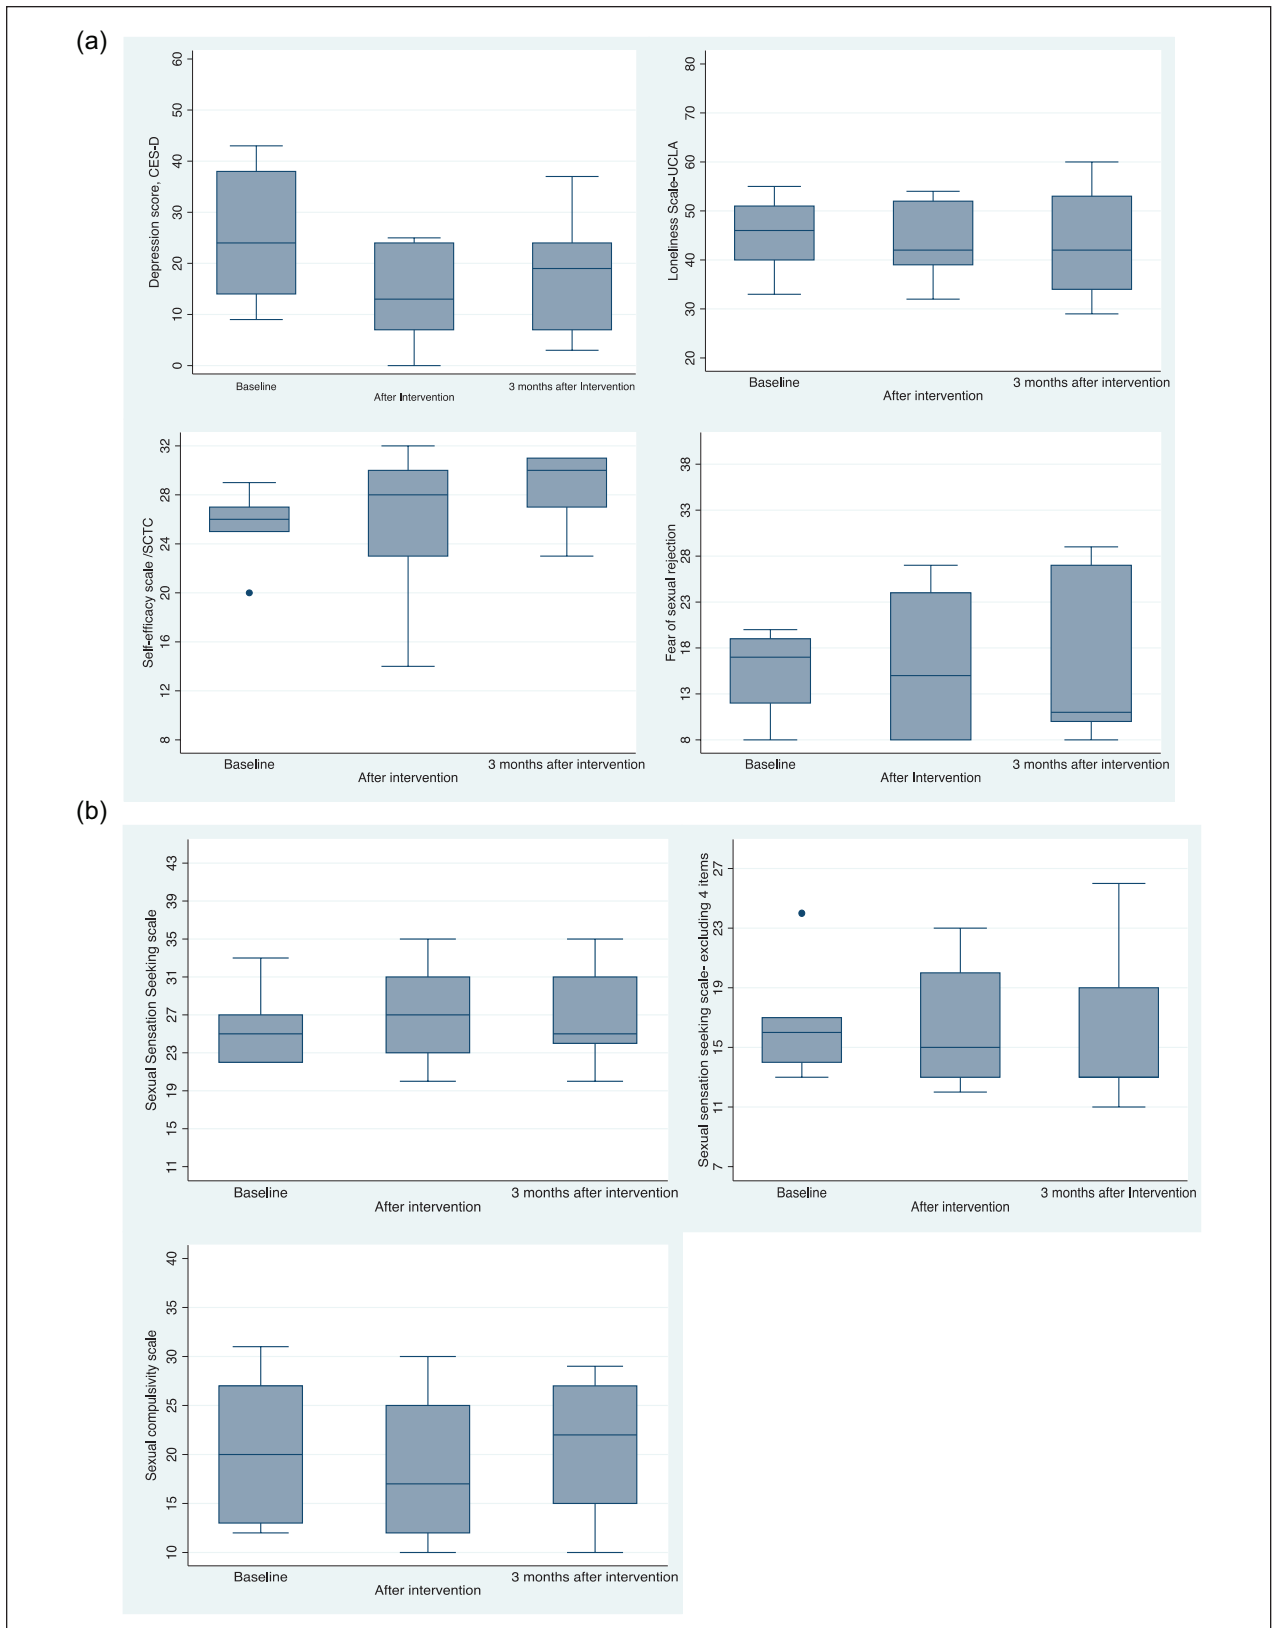 (a)
Depression score, CES-D
60
50
40
30
20
10
0
Baseline
After Intervention
3 months after Intervention
Loneliness Scale-UCLA
80
70
60
50
40
30
20
Baseline
After intervention
3 months after intervention
Self-efficacy scale /SCTC
32
28
24
20
16
12
8
Baseline
After intervention
3 months after intervention
Fear of sexual rejection
38
33
28
23
18
13
8
Baseline
After Intervention
3 months after intervention
(b)
Sexual Sensation Seeking scale
43
39
35
31
27
23
19
15
11
Baseline
After intervention
3 months after intervention
Sexual sensation seeking scale- excluding 4 items
27
23
19
15
11
7
Baseline
After intervention
3 months after Intervention
Sexual compulsivity scale
40
35
30
25
20
15
10
Baseline
After intervention
3 months after intervention